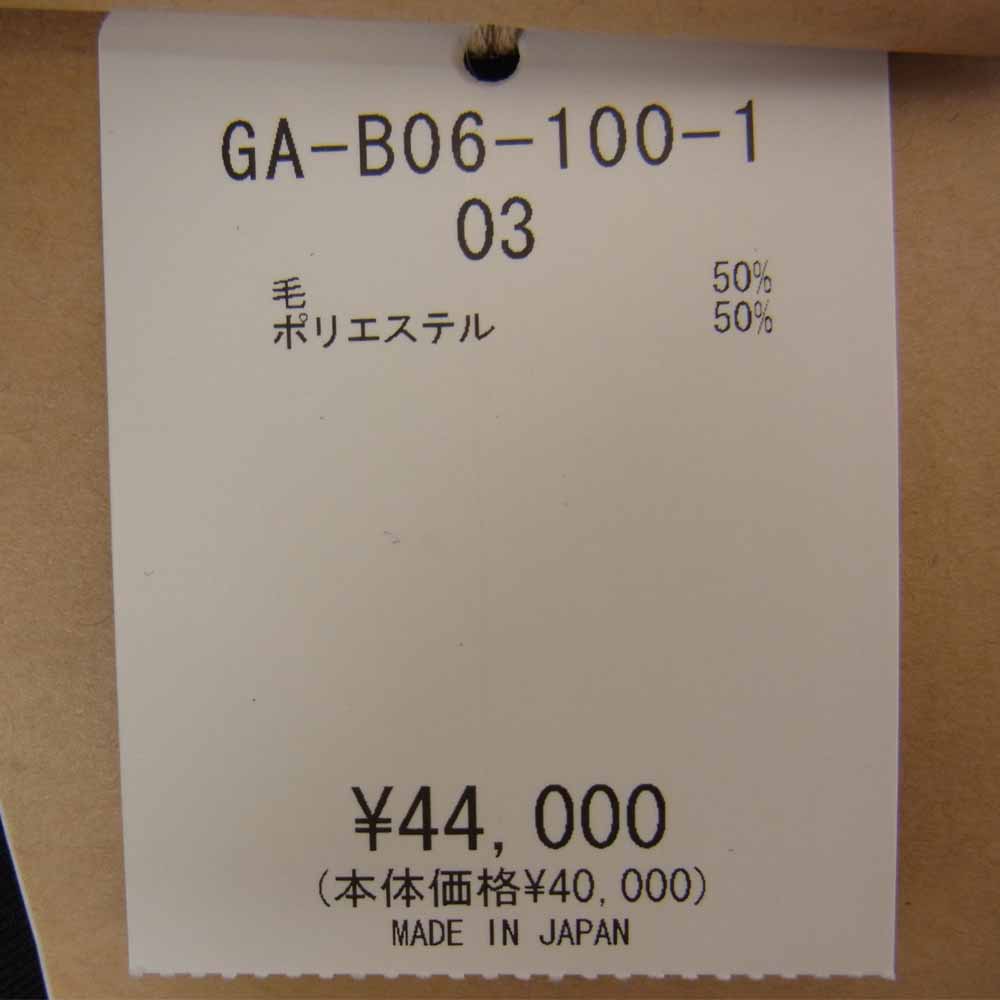 GA-B06-100-1
03
毛 50%
ポリエステル 50%
¥44,000
(本体価格¥40,000)
MADE IN JAPAN